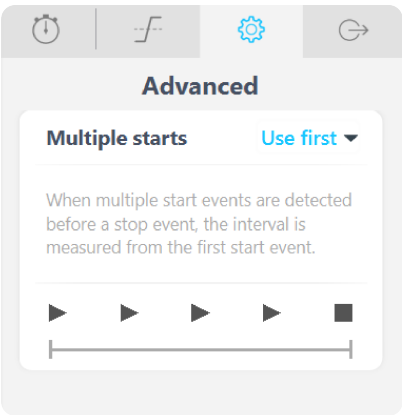 Advanced
Multiple starts Use first
When multiple start events are detected
before a stop event, the interval is
measured from the first start event.